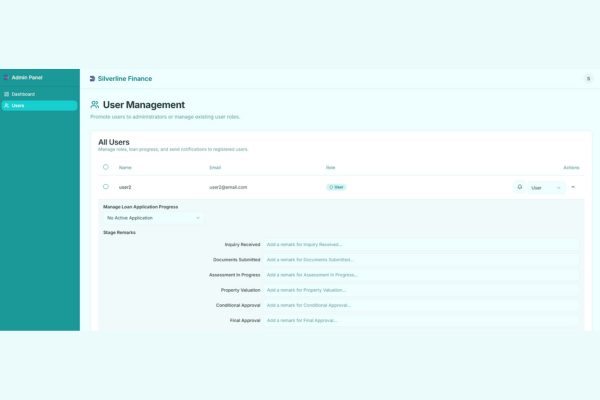 Admin Panel
Silverline Finance
S
Dashboard
Users
User Management
Promote users to administrators or manage existing user roles.
All Users
Manage roles, loan progress, and send notifications to registered users.
Name Email Role Actions
user2 user2@email.com User User
Manage Loan Application Progress
No Active Application
Stage Remarks
Inquiry Received Add a remark for Inquiry Received...
Documents Submitted Add a remark for Documents Submitted...
Assessment In Progress Add a remark for Assessment In Progress...
Property Valuation Add a remark for Property Valuation...
Conditional Approval Add a remark for Conditional Approval...
Final Approval Add a remark for Final Approval...